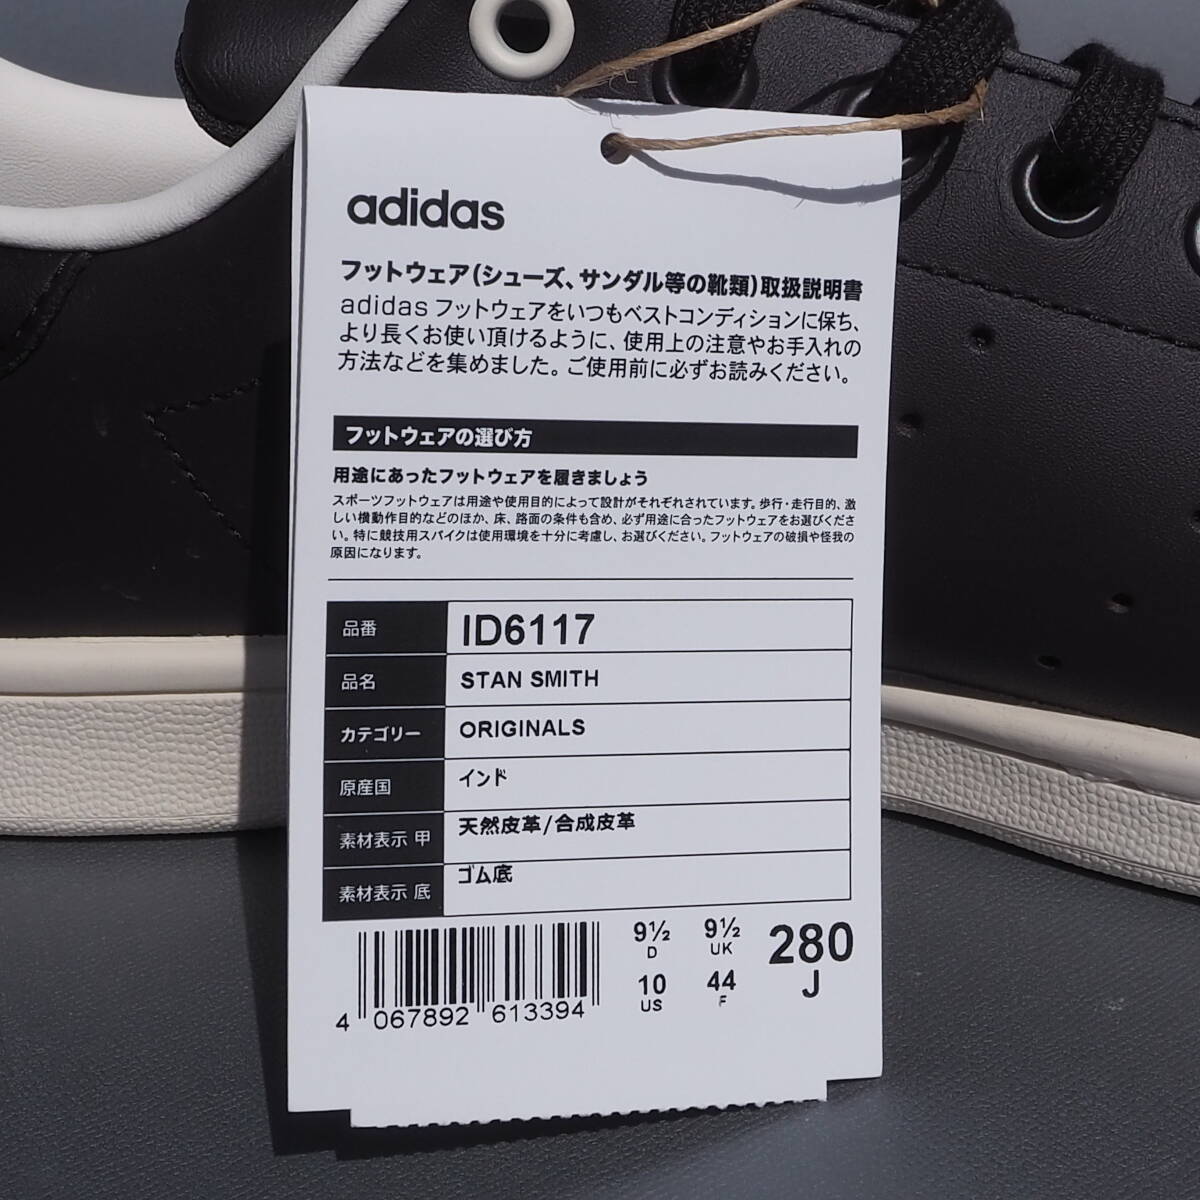 adidas
フットウェア(シューズ、サンダル等の靴類)取扱説明書
adidas フットウェアをいつもベストコンディションに保ち、
より長くお使い頂けるように、使用上の注意やお手入れの
方法などを集めました。ご使用前に必ずお読みください。
フットウェアの選び方
用途にあったフットウェアを履きましょう
スポーツフットウェアは用途や使用目的によって設計がそれぞれされています。歩行・走行目的、激
しい機動作目的などのほか、床、路面の条件も含め、必ず用途に合ったフットウェアをお選びくださ
い。特に競技用スパイクは使用環境を十分に考慮し、お選びください。フットウェアの破損や怪我の
原因になります。
品番 ID6117
品名 STAN SMITH
カテゴリー ORIGINALS
原産国 インド
素材表示 甲 天然皮革/合成皮革
素材表示 底 ゴム底
9½ 9½ 280
D UK
10 44 J
US F
4 067892 613394